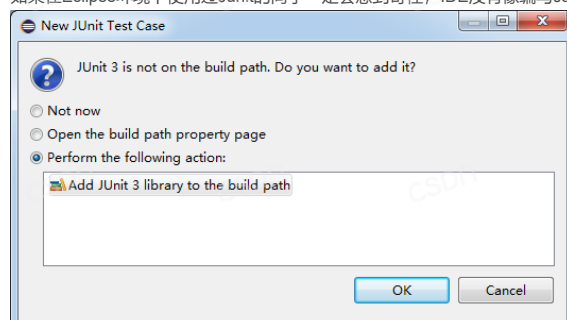 New JUnit Test Case
JUnit 3 is not on the build path. Do you want to add it?
Not now
Open the build path property page
Perform the following action:
Add JUnit 3 library to the build path
CSDN
OK
Cancel